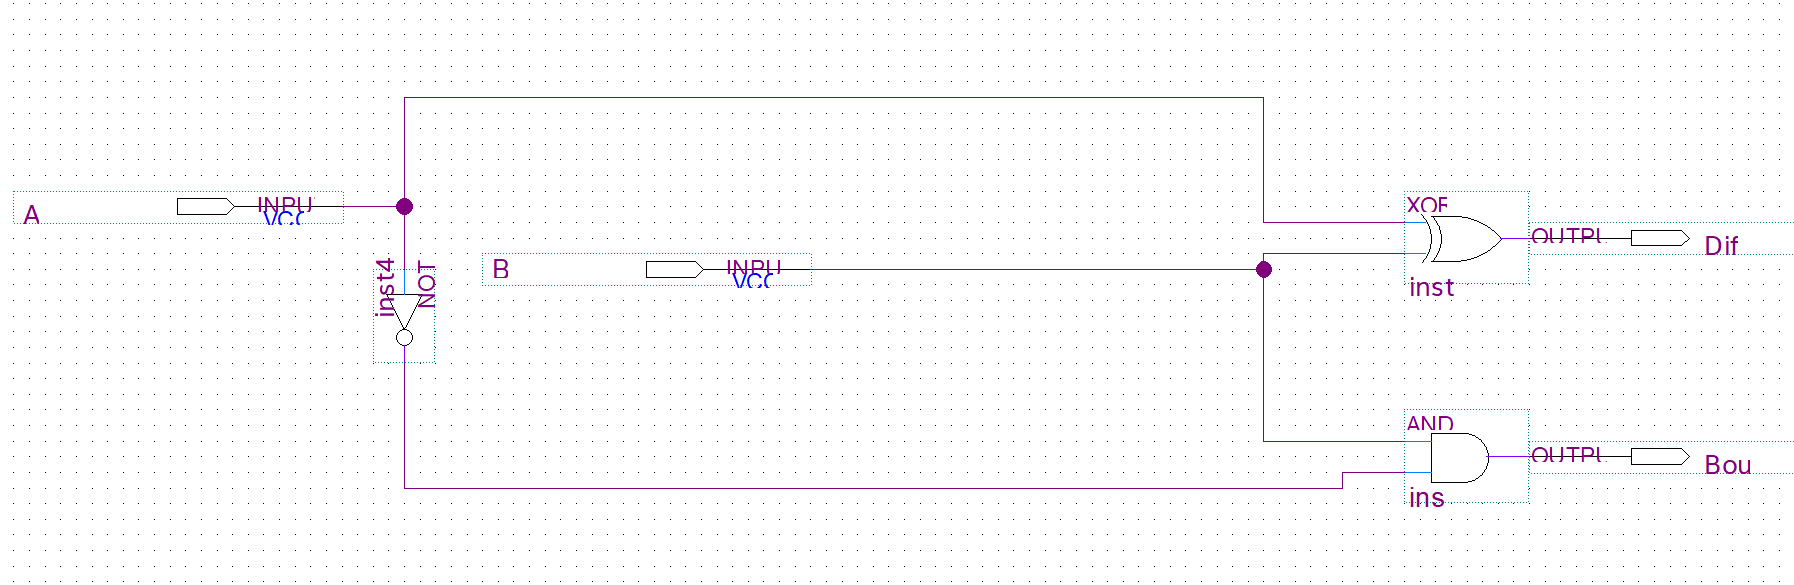 A
INPU
VCC
inst4
NOT
B
INPU
VCC
XOR
inst
OUTPU
Dif
AND
ins
OUTPU
Bou